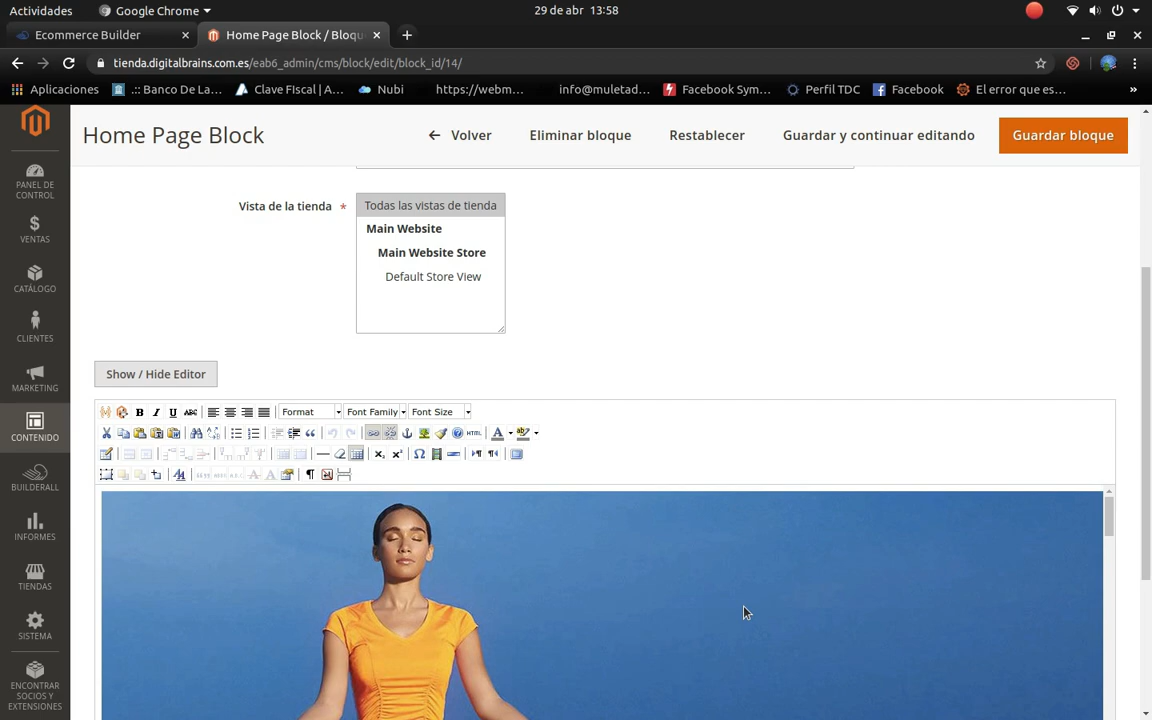 Actividades
Google Chrome
29 de abr 13:58
Ecommerce Builder
Home Page Block / Bloqu
tienda.digitalbrains.com.es/eab6_admin/cms/block/edit/block_id/14/
Aplicaciones
.:: Banco De La...
Clave FIscal | A...
Nubi
https://webm...
info@muletad...
Facebook Sym...
Perfil TDC
Facebook
El error que es...
»
Home Page Block
Volver
Eliminar bloque
Restablecer
Guardar y continuar editando
Guardar bloque
PANEL DE
CONTROL
VENTAS
CATÁLOGO
CLIENTES
MARKETING
CONTENIDO
BUILDERALL
INFORMES
TIENDAS
SISTEMA
ENCONTRAR
SOCIOS Y
EXTENSIONES
Vista de la tienda *
Todas las vistas de tienda
Main Website
Main Website Store
Default Store View
Show / Hide Editor
B I U ABC
Format
Font Family
Font Size
HTML